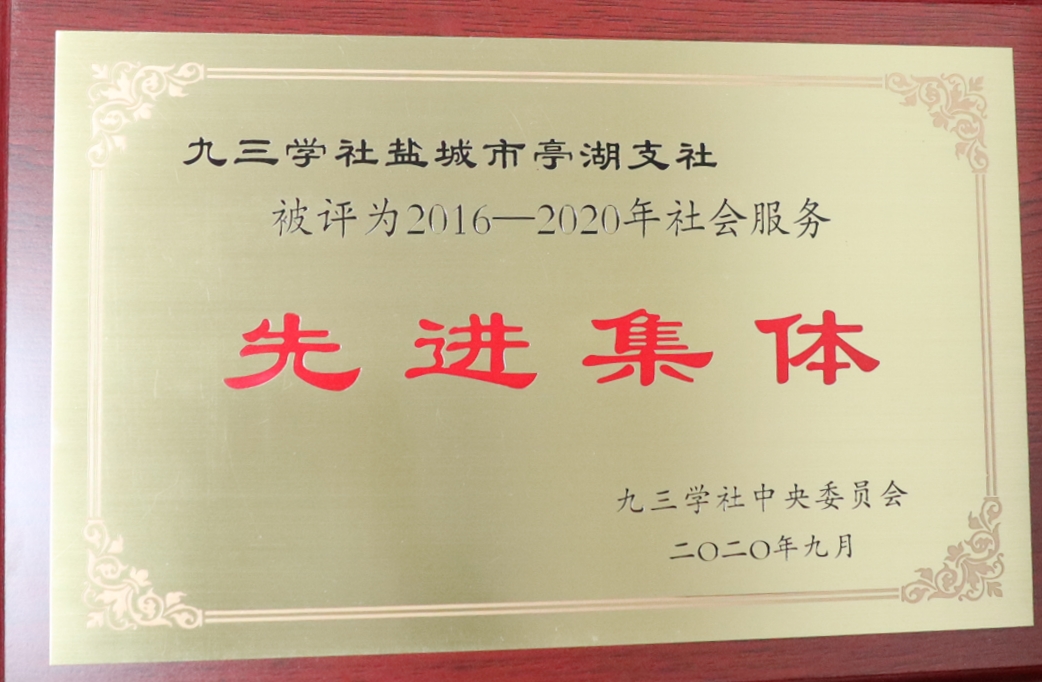 九三学社盐城市亭湖支社
被评为2016—2020年社会服务
先进集体
九三学社中央委员会
二〇二〇年九月